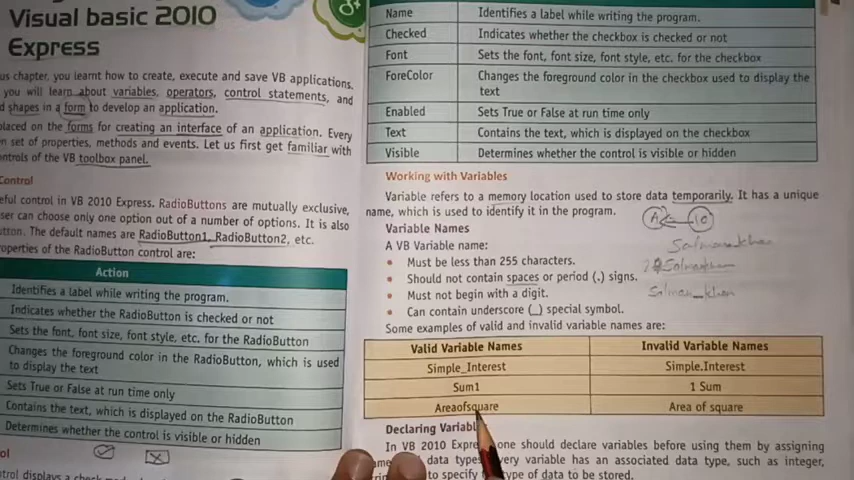 Visual basic 2010
Express
us chapter, you learnt how to create, execute and save VB applications.
you will learn about variables, operators, control statements, and
d shapes in a form to develop an application.
laced on the forms for creating an interface of an application. Every
n set of properties, methods and events. Let us first get familiar with
ntrols of the VB toolbox panel.
Control
eful control in VB 2010 Express. RadioButtons are mutually exclusive,
ser can choose only one option out of a number of options. It is also
utton. The default names are RadioButton1, RadioButton2, etc.
roperties of the RadioButton control are:
Action
Identifies a label while writing the program.
Indicates whether the RadioButton is checked or not
Sets the font, font size, font style, etc. for the RadioButton
Changes the foreground color in the RadioButton, which is used
to display the text
Sets True or False at run time only
Contains the text, which is displayed on the RadioButton
Determines whether the control is visible or hidden
ol
Name Identifies a label while writing the program.
Checked Indicates whether the checkbox is checked or not
Font Sets the font, font size, font style, etc. for the checkbox
ForeColor Changes the foreground color in the checkbox used to display the
text
Enabled Sets True or False at run time only
Text Contains the text, which is displayed on the checkbox
Visible Determines whether the control is visible or hidden
Working with Variables
Variable refers to a memory location used to store data temporarily. It has a unique
name, which is used to identify it in the program.
A 10
Variable Names
Salman_khan
A VB Variable name:
Must be less than 255 characters.
Should not contain spaces or period (.) signs.
Salman_khan
Must not begin with a digit.
Can contain underscore (_) special symbol.
Some examples of valid and invalid variable names are:
Valid Variable Names Invalid Variable Names
Simple_Interest Simple.Interest
Sum1 1 Sum
Areaofsquare Area of square
Declaring Variabl
In VB 2010 Expre one should declare variables before using them by assigning
data types very variable has an associated data type, such as integer,
to specify type of data to be stored.